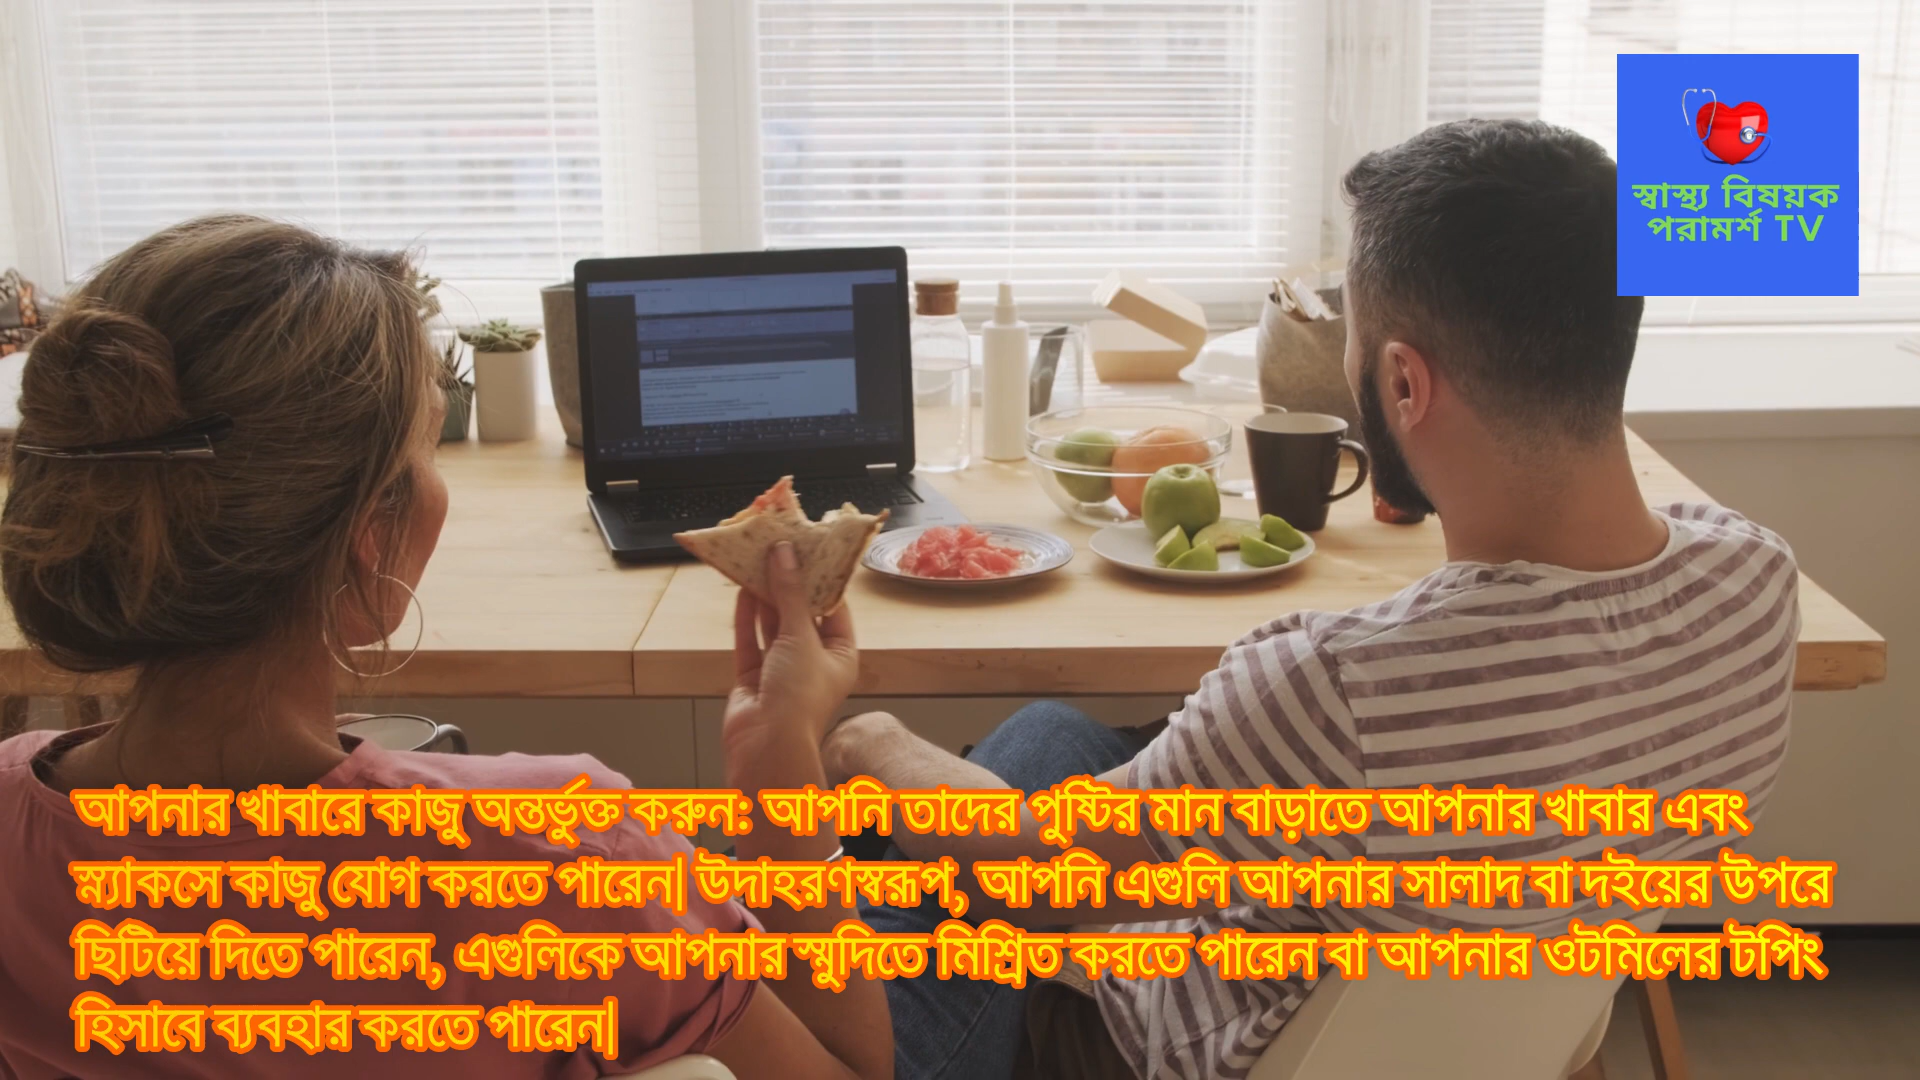 স্বাস্থ্য বিষয়ক
পরামর্শ TV
আপনার খাবারে কাজু অন্তর্ভুক্ত করুন: আপনি তাদের পুষ্টির মান বাড়াতে আপনার খাবার এবং
স্ন্যাকসে কাজু যোগ করতে পারেন| উদাহরণস্বরূপ, আপনি এগুলি আপনার সালাদ বা দইয়ের উপরে
ছিটিয়ে দিতে পারেন, এগুলিকে আপনার স্মুদিতে মিশ্রিত করতে পারেন বা আপনার ওটমিলের টপিং
হিসাবে ব্যবহার করতে পারেন|